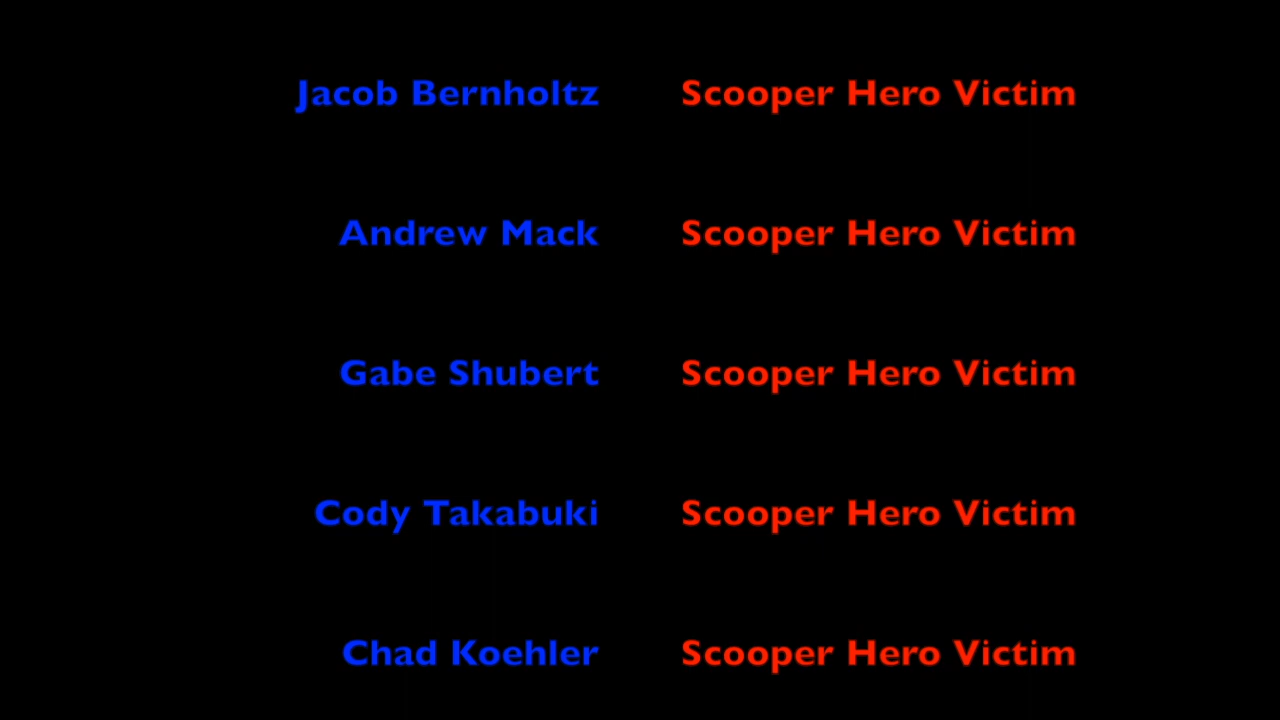 Jacob Bernholtz Scooper Hero Victim
Andrew Mack Scooper Hero Victim
Gabe Shubert Scooper Hero Victim
Cody Takabuki Scooper Hero Victim
Chad Koehler Scooper Hero Victim